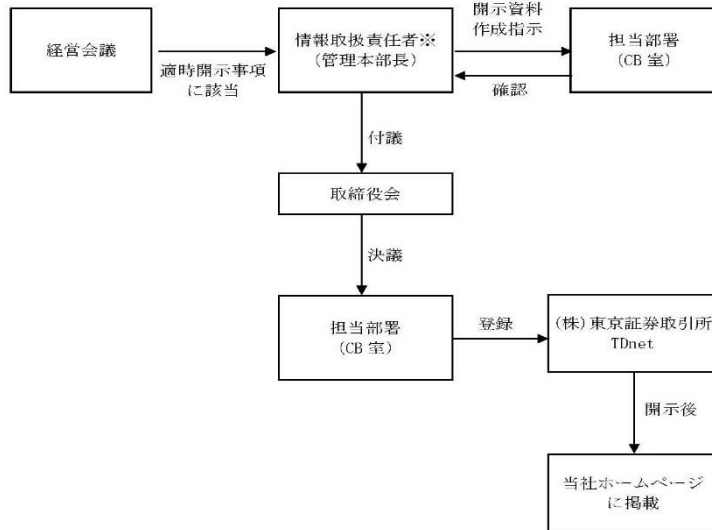 経営会議
適時開示事項
に該当
情報取扱責任者※
(管理本部長)
開示資料
作成指示
確認
担当部署
(CB室)
付議
取締役会
決議
担当部署
(CB室)
登録
(株)東京証券取引所
TDnet
開示後
当社ホームページ
に掲載